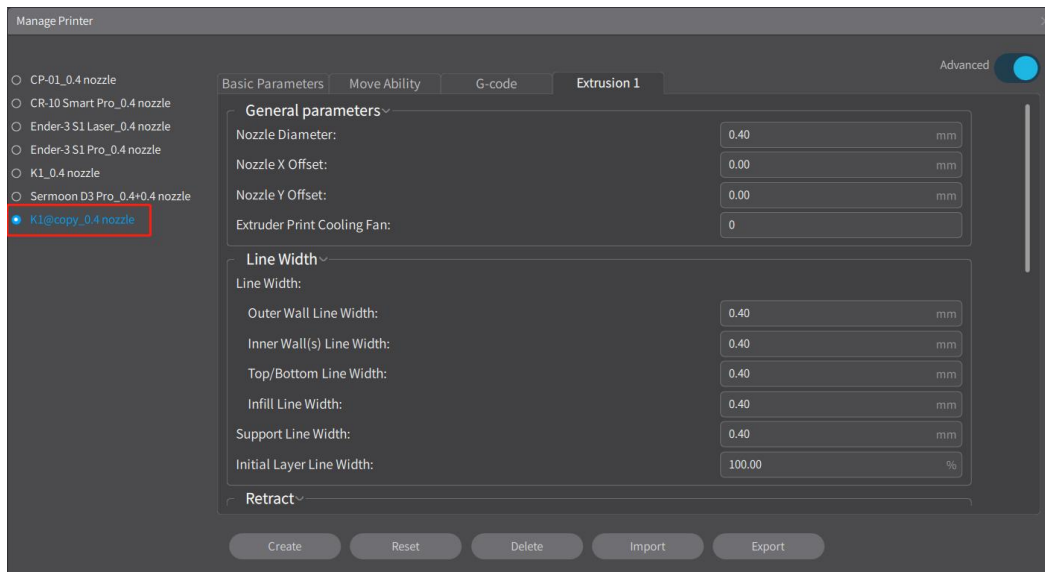 Manage Printer
Advanced
CP-01_0.4 nozzle
CR-10 Smart Pro_0.4 nozzle
Ender-3 S1 Laser_0.4 nozzle
Ender-3 S1 Pro_0.4 nozzle
K1_0.4 nozzle
Sermoon D3 Pro_0.4+0.4 nozzle
K1@copy_0.4 nozzle
Basic Parameters Move Ability G-code Extrusion 1
General parameters
Nozzle Diameter: 0.40 mm
Nozzle X Offset: 0.00 mm
Nozzle Y Offset: 0.00 mm
Extruder Print Cooling Fan: 0
Line Width
Line Width:
Outer Wall Line Width: 0.40 mm
Inner Wall(s) Line Width: 0.40 mm
Top/Bottom Line Width: 0.40 mm
Infill Line Width: 0.40 mm
Support Line Width: 0.40 mm
Initial Layer Line Width: 100.00 %
Retract
Create Reset Delete Import Export